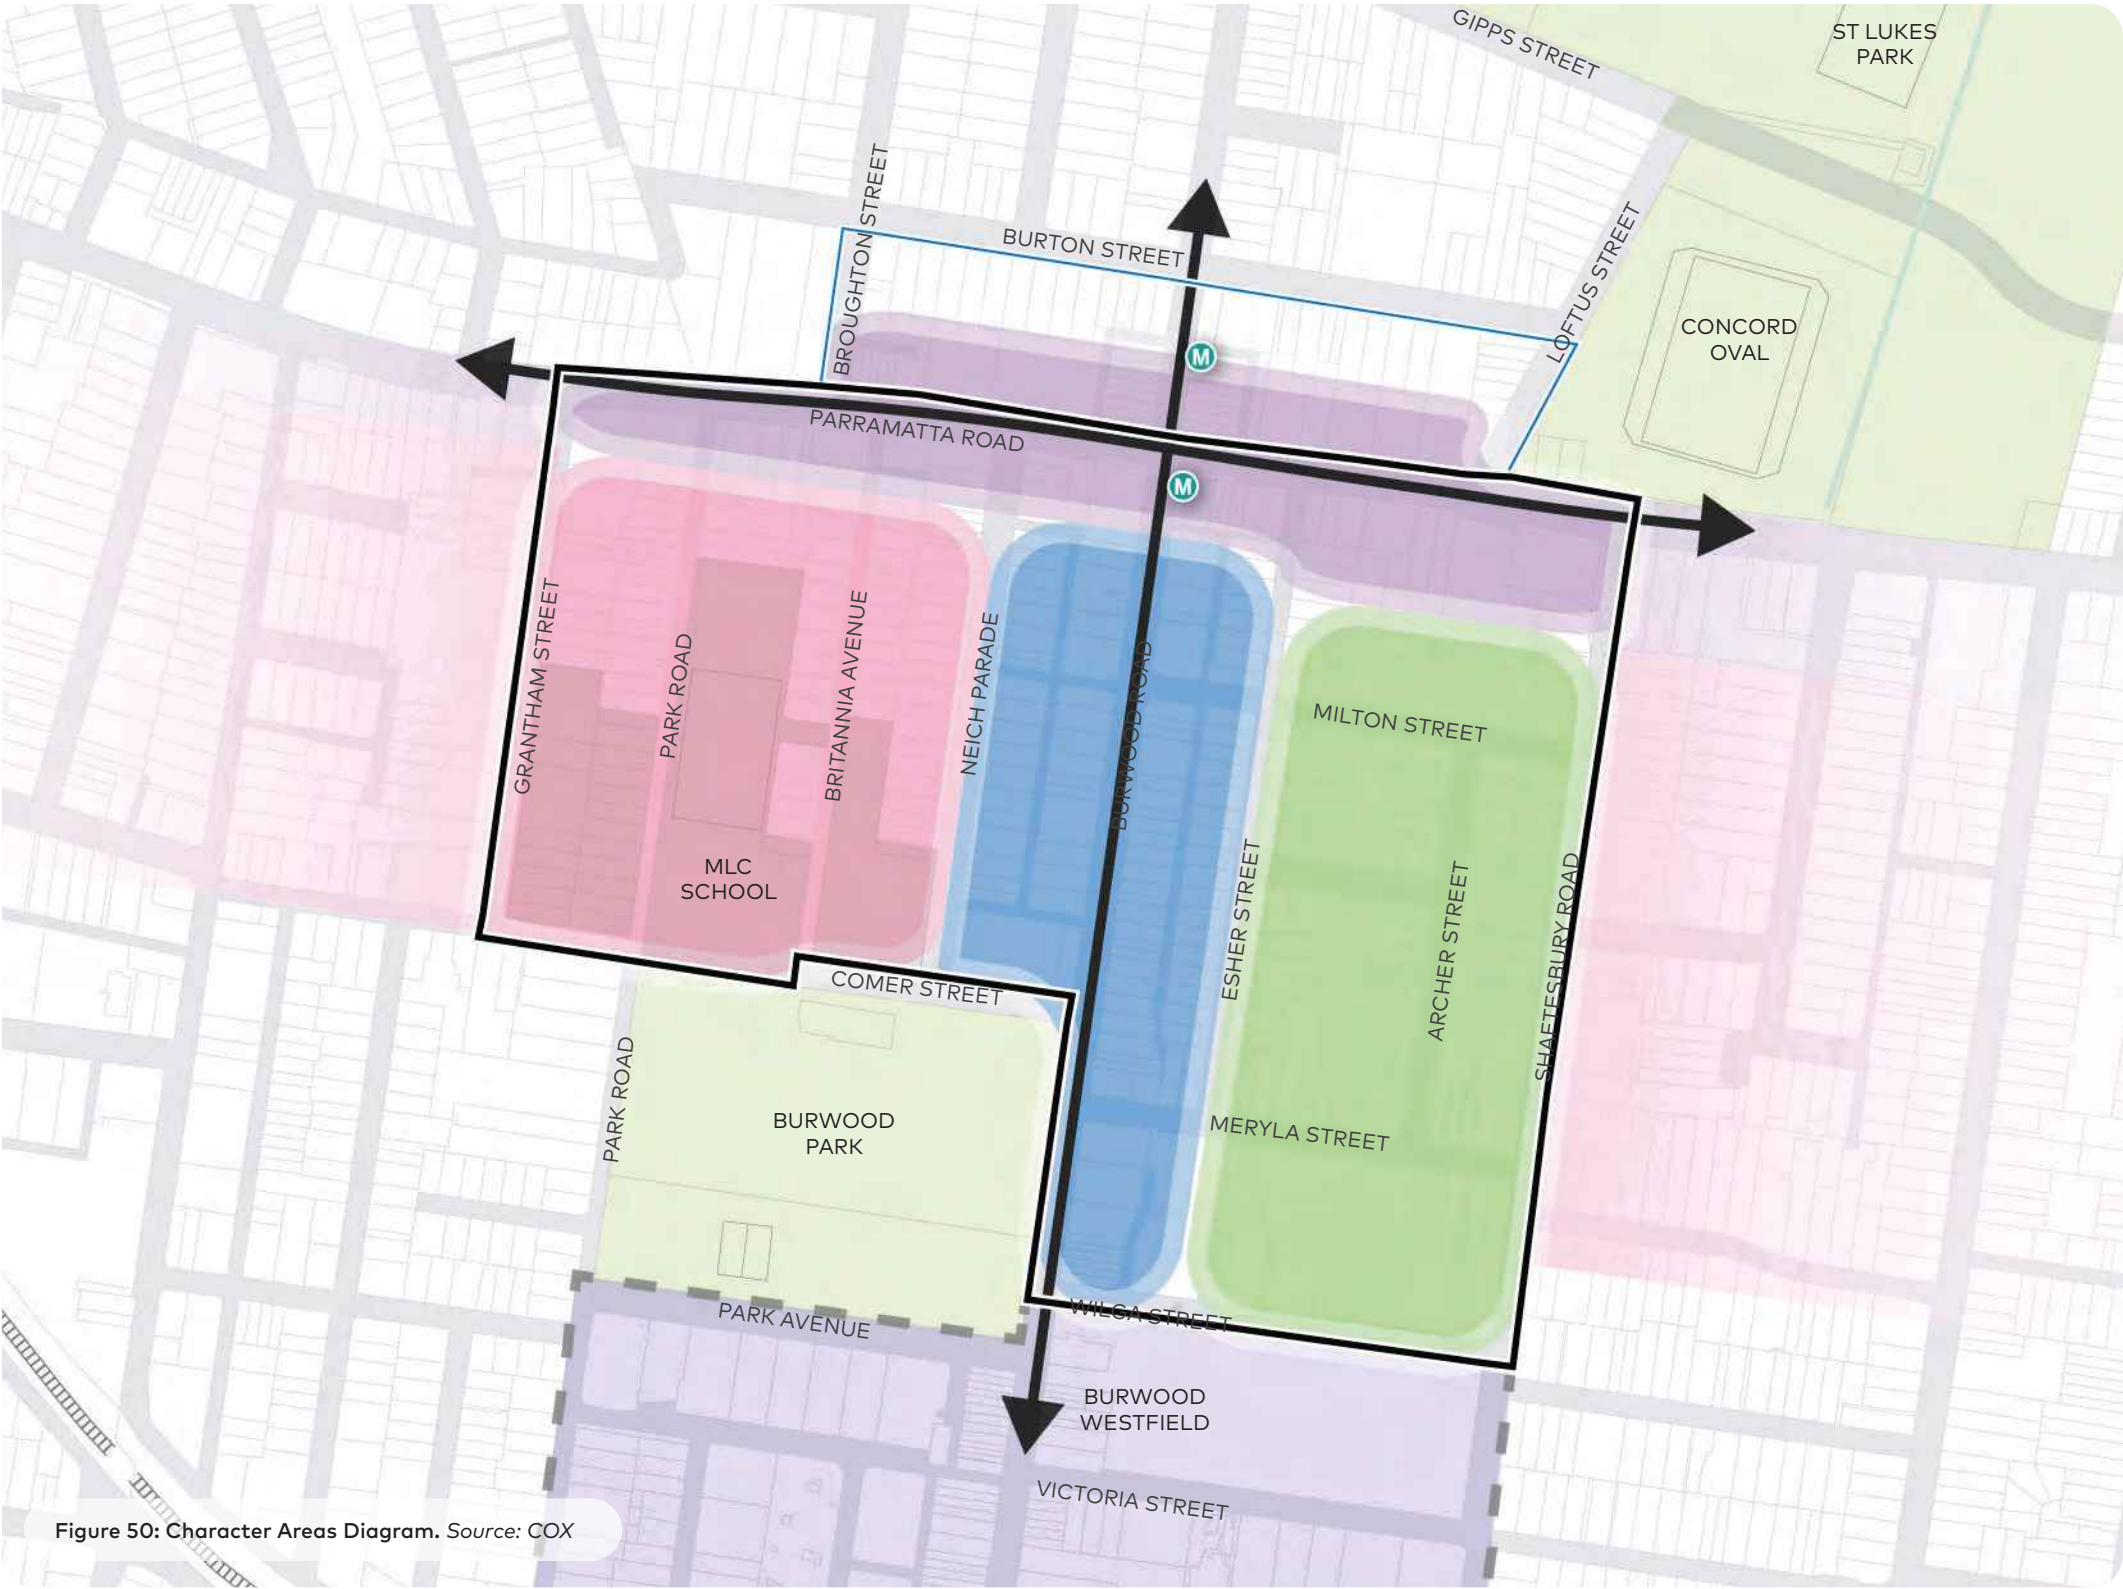 GIPPS STREET
ST LUKES
PARK
BROUGHTON STREET
BURTON STREET
LOFTUS STREET
CONCORD
OVAL
M
PARRAMATTA ROAD
M
GRANTHAM STREET
PARK ROAD
BRITANNIA AVENUE
NEICH PARADE
BURWOOD ROAD
MILTON STREET
MLC
SCHOOL
ESHER STREET
ARCHER STREET
SHAFTESBURY ROAD
COMER STREET
PARK ROAD
BURWOOD
PARK
MERYLA STREET
WILGA STREET
PARK AVENUE
BURWOOD
WESTFIELD
VICTORIA STREET
Figure 50: Character Areas Diagram. Source: COX